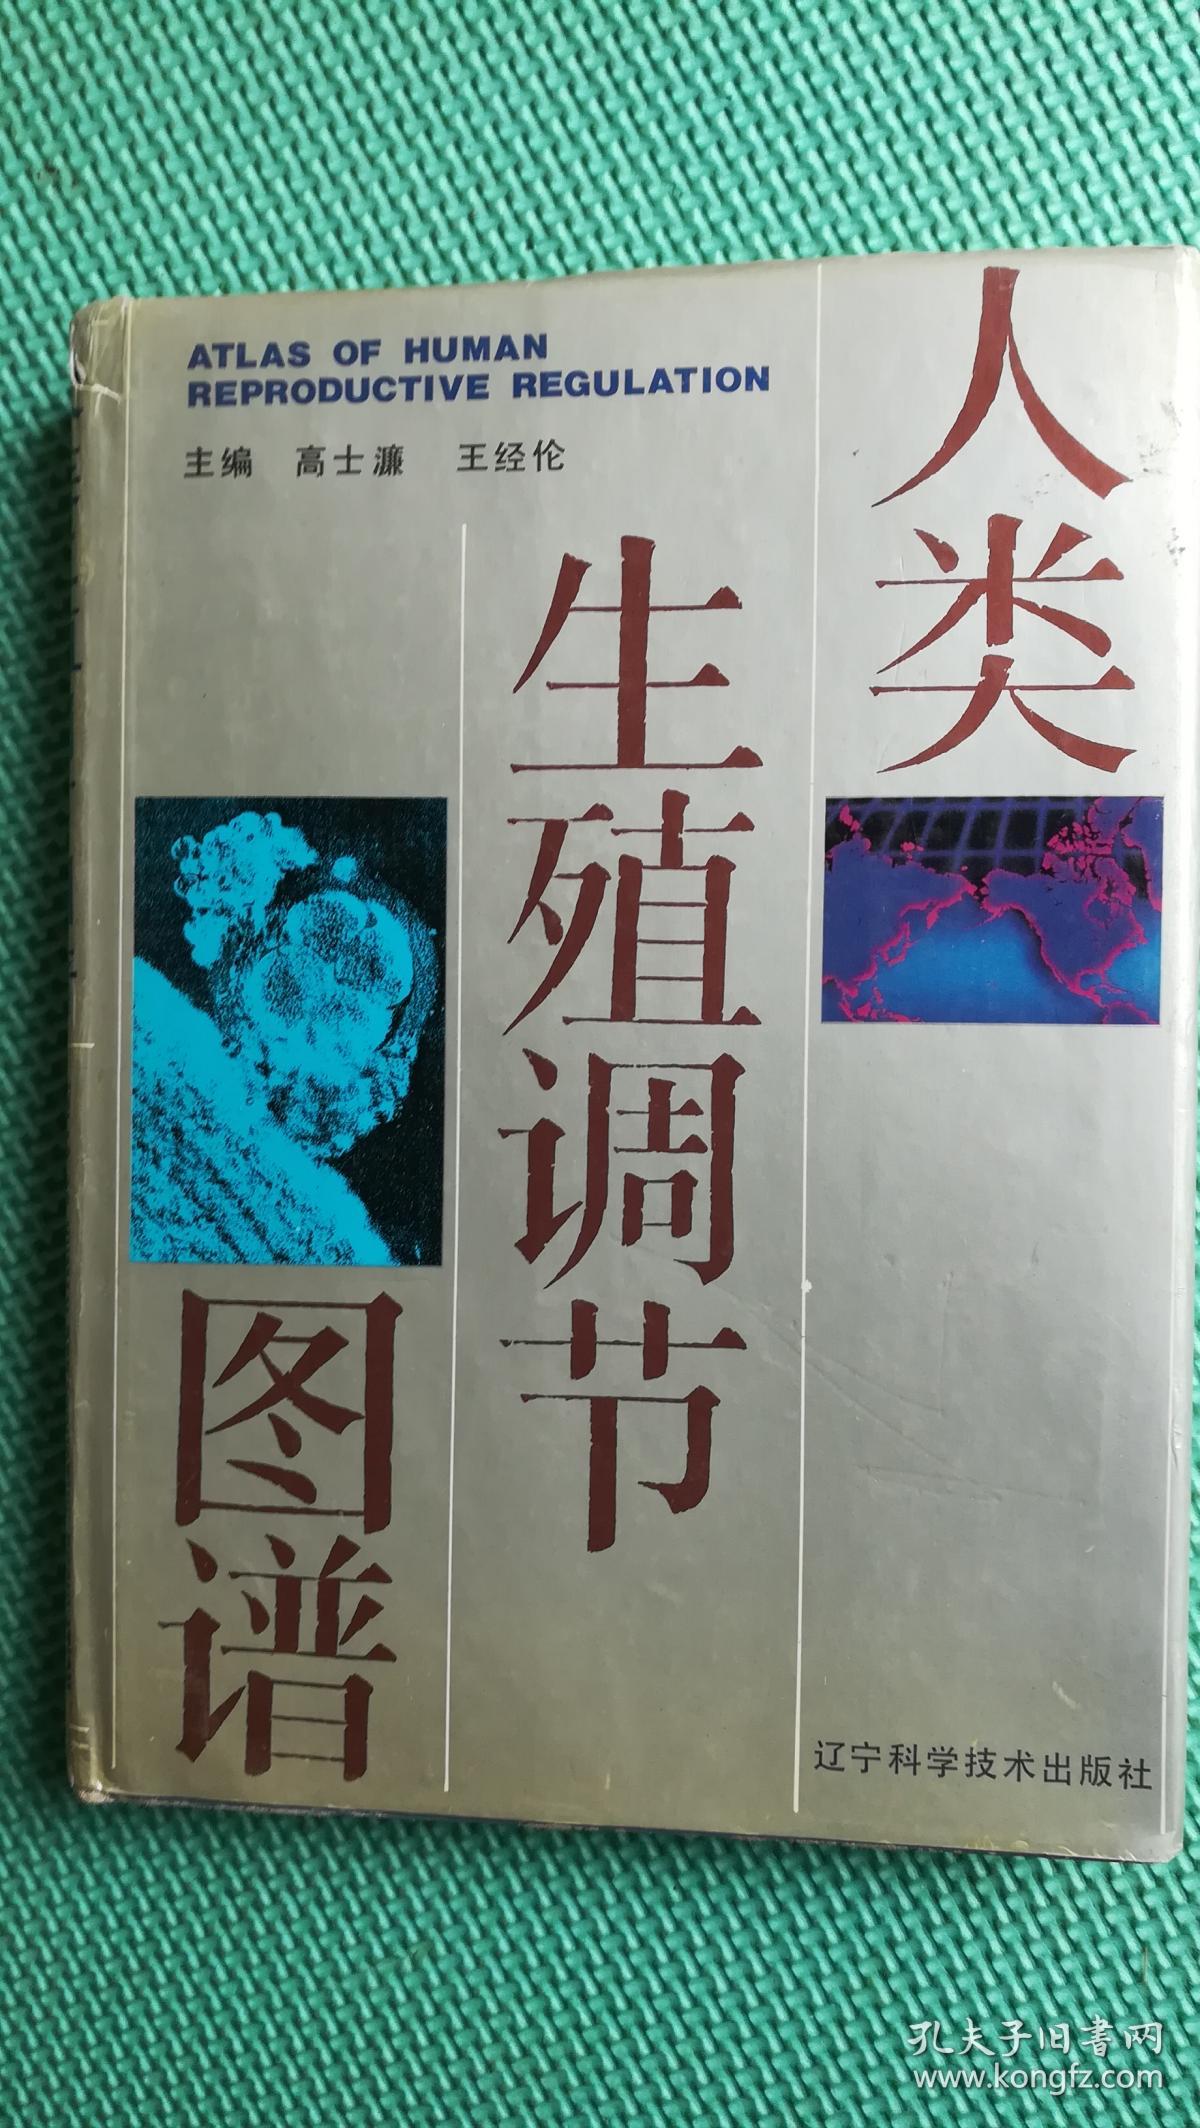 ATLAS OF HUMAN
REPRODUCTIVE REGULATION
主编 高士濂 王经伦
人类
生殖调节
图谱
辽宁科学技术出版社
孔夫子旧書网
www.kongfz.com